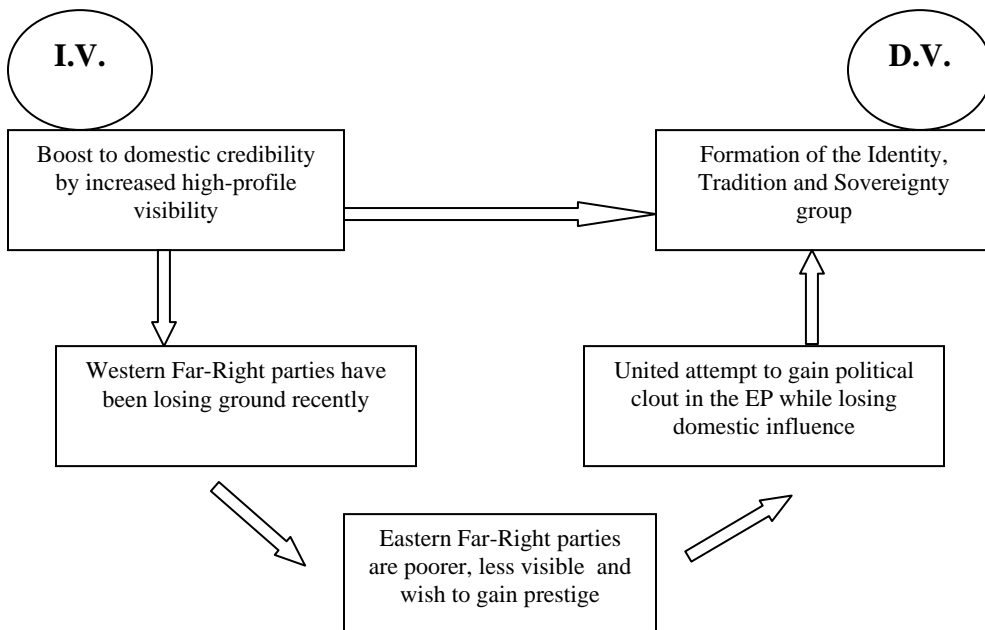 I.V.
D.V.
Boost to domestic credibility
by increased high-profile
visibility
Formation of the Identity,
Tradition and Sovereignty
group
Western Far-Right parties have
been losing ground recently
United attempt to gain political
clout in the EP while losing
domestic influence
Eastern Far-Right parties
are poorer, less visible and
wish to gain prestige